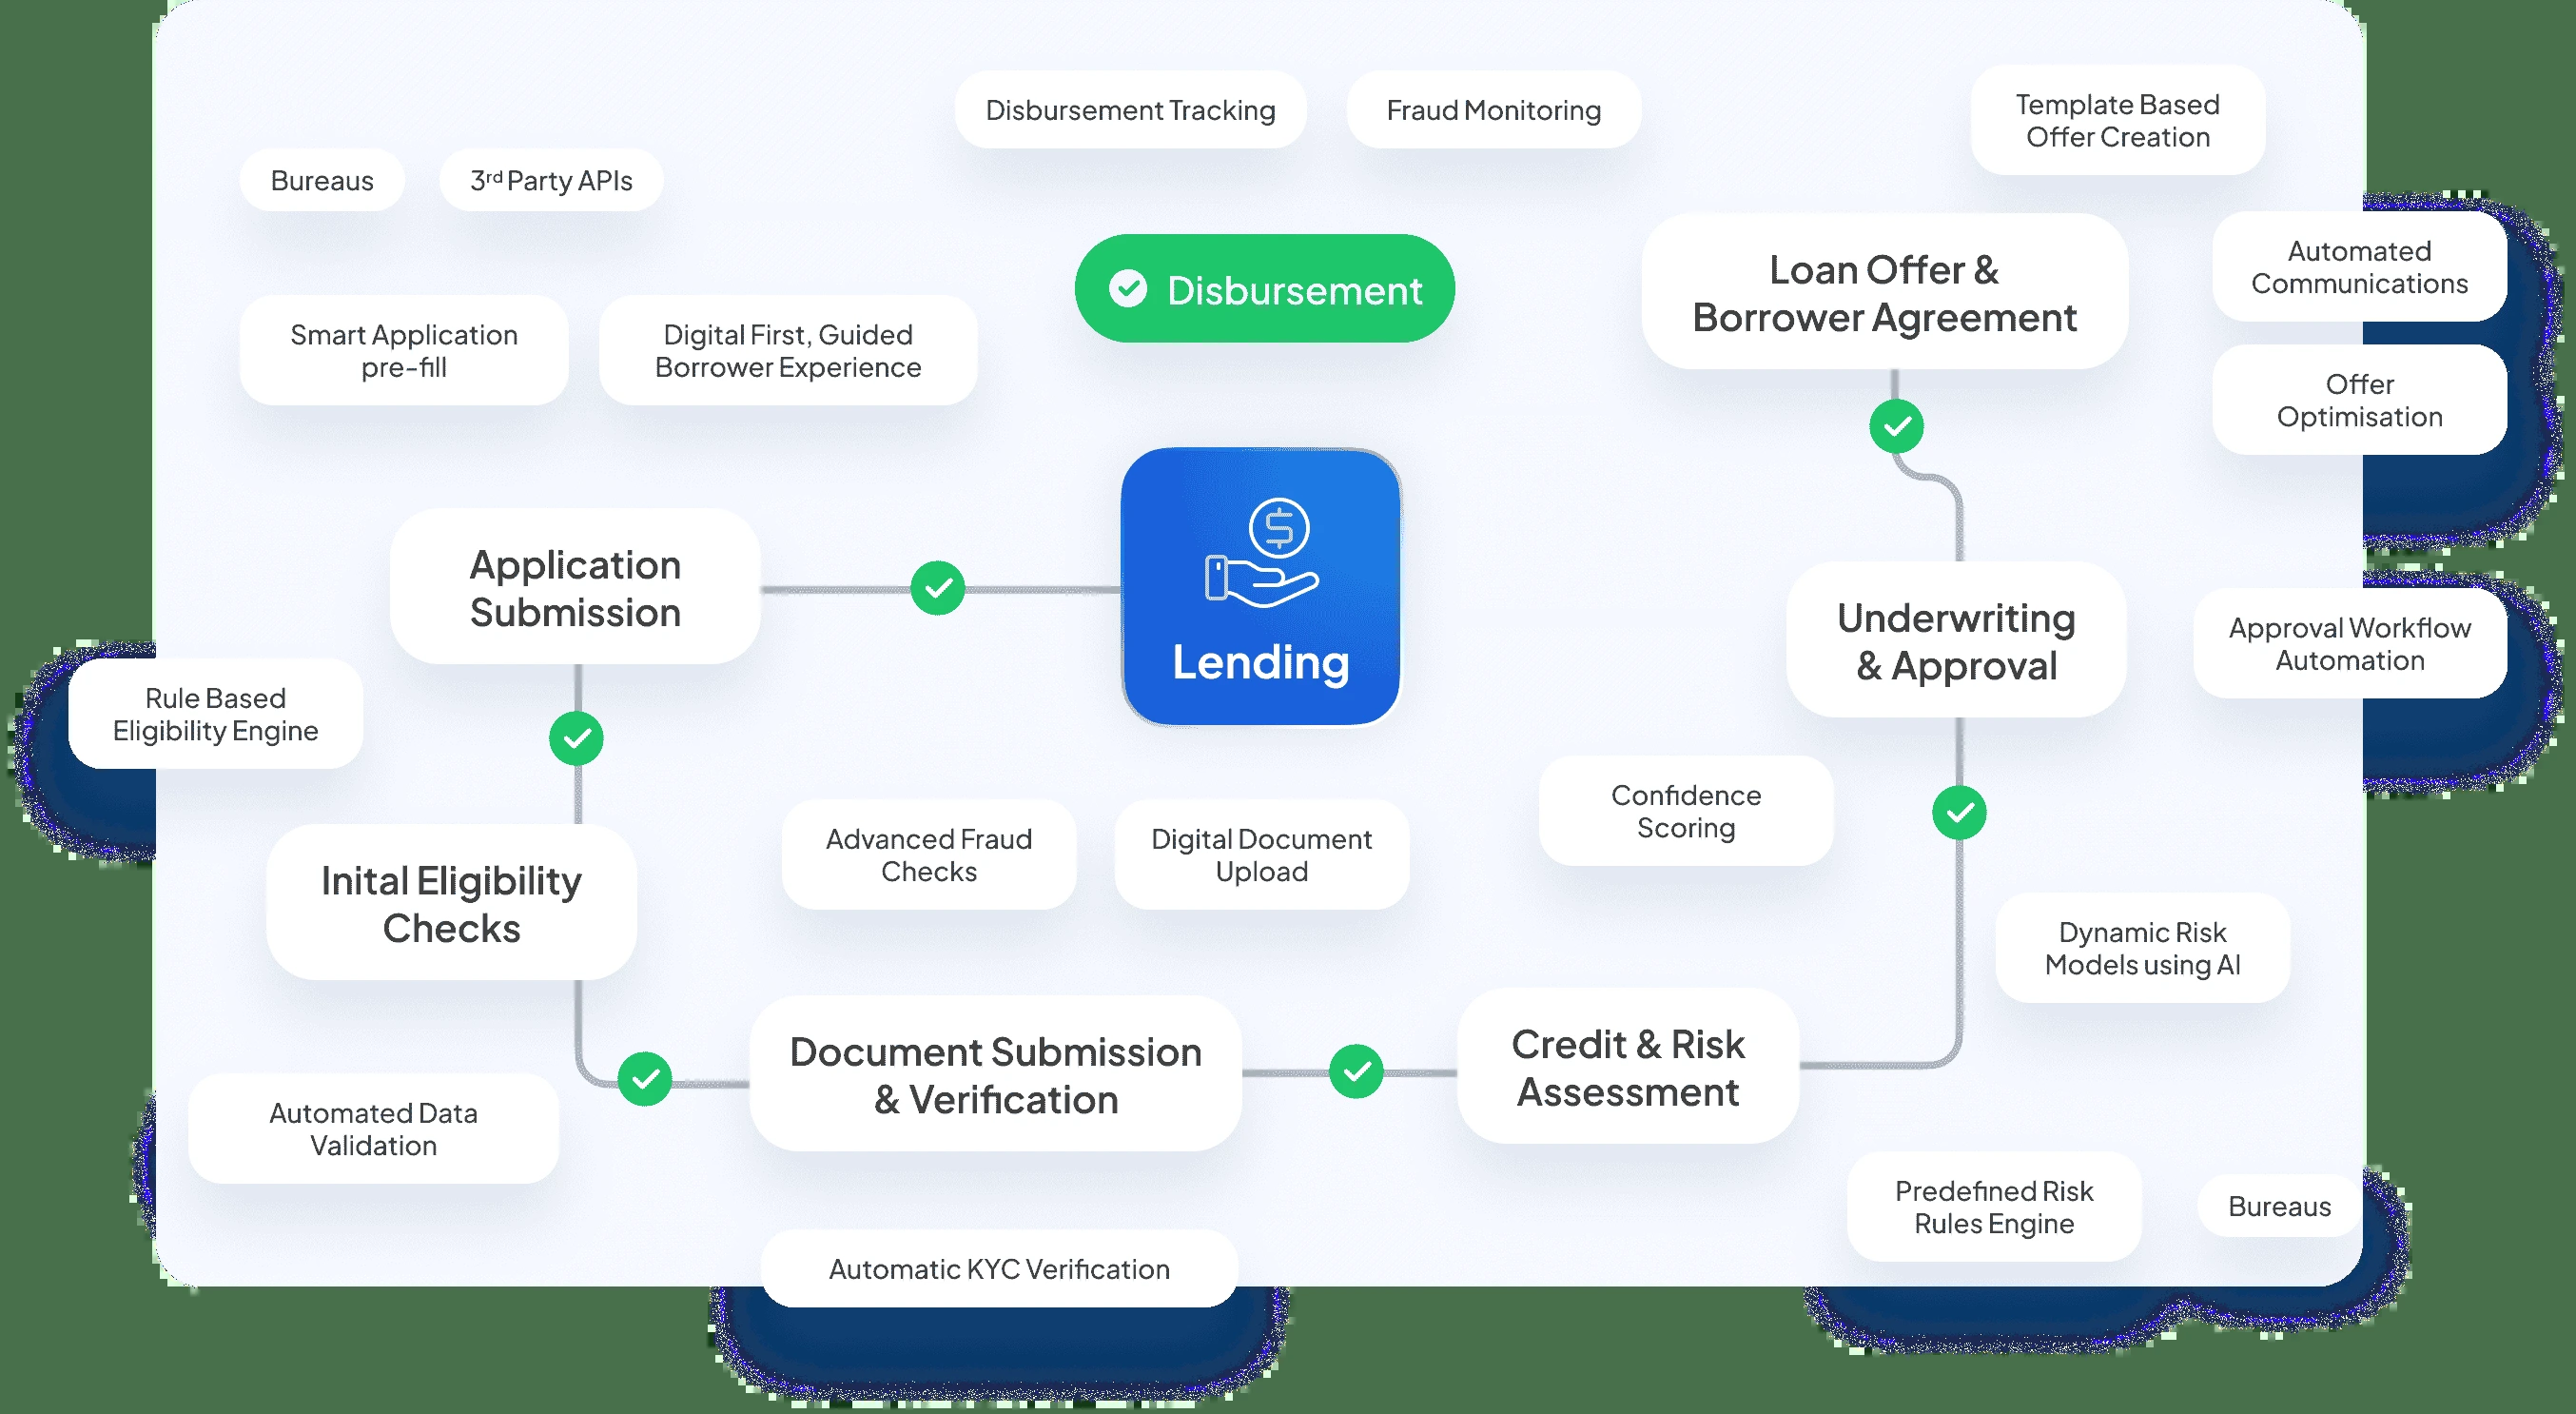 Disbursement Tracking
Fraud Monitoring
Template Based
Offer Creation
Bureaus
3rd Party APIs
Disbursement
Loan Offer &
Borrower Agreement
Automated
Communications
Smart Application
pre-fill
Digital First, Guided
Borrower Experience
Offer
Optimisation
Application
Submission
Lending
Underwriting
& Approval
Approval Workflow
Automation
Rule Based
Eligibility Engine
Confidence
Scoring
Advanced Fraud
Checks
Digital Document
Upload
Inital Eligibility
Checks
Dynamic Risk
Models using AI
Document Submission
& Verification
Credit & Risk
Assessment
Automated Data
Validation
Predefined Risk
Rules Engine
Bureaus
Automatic KYC Verification